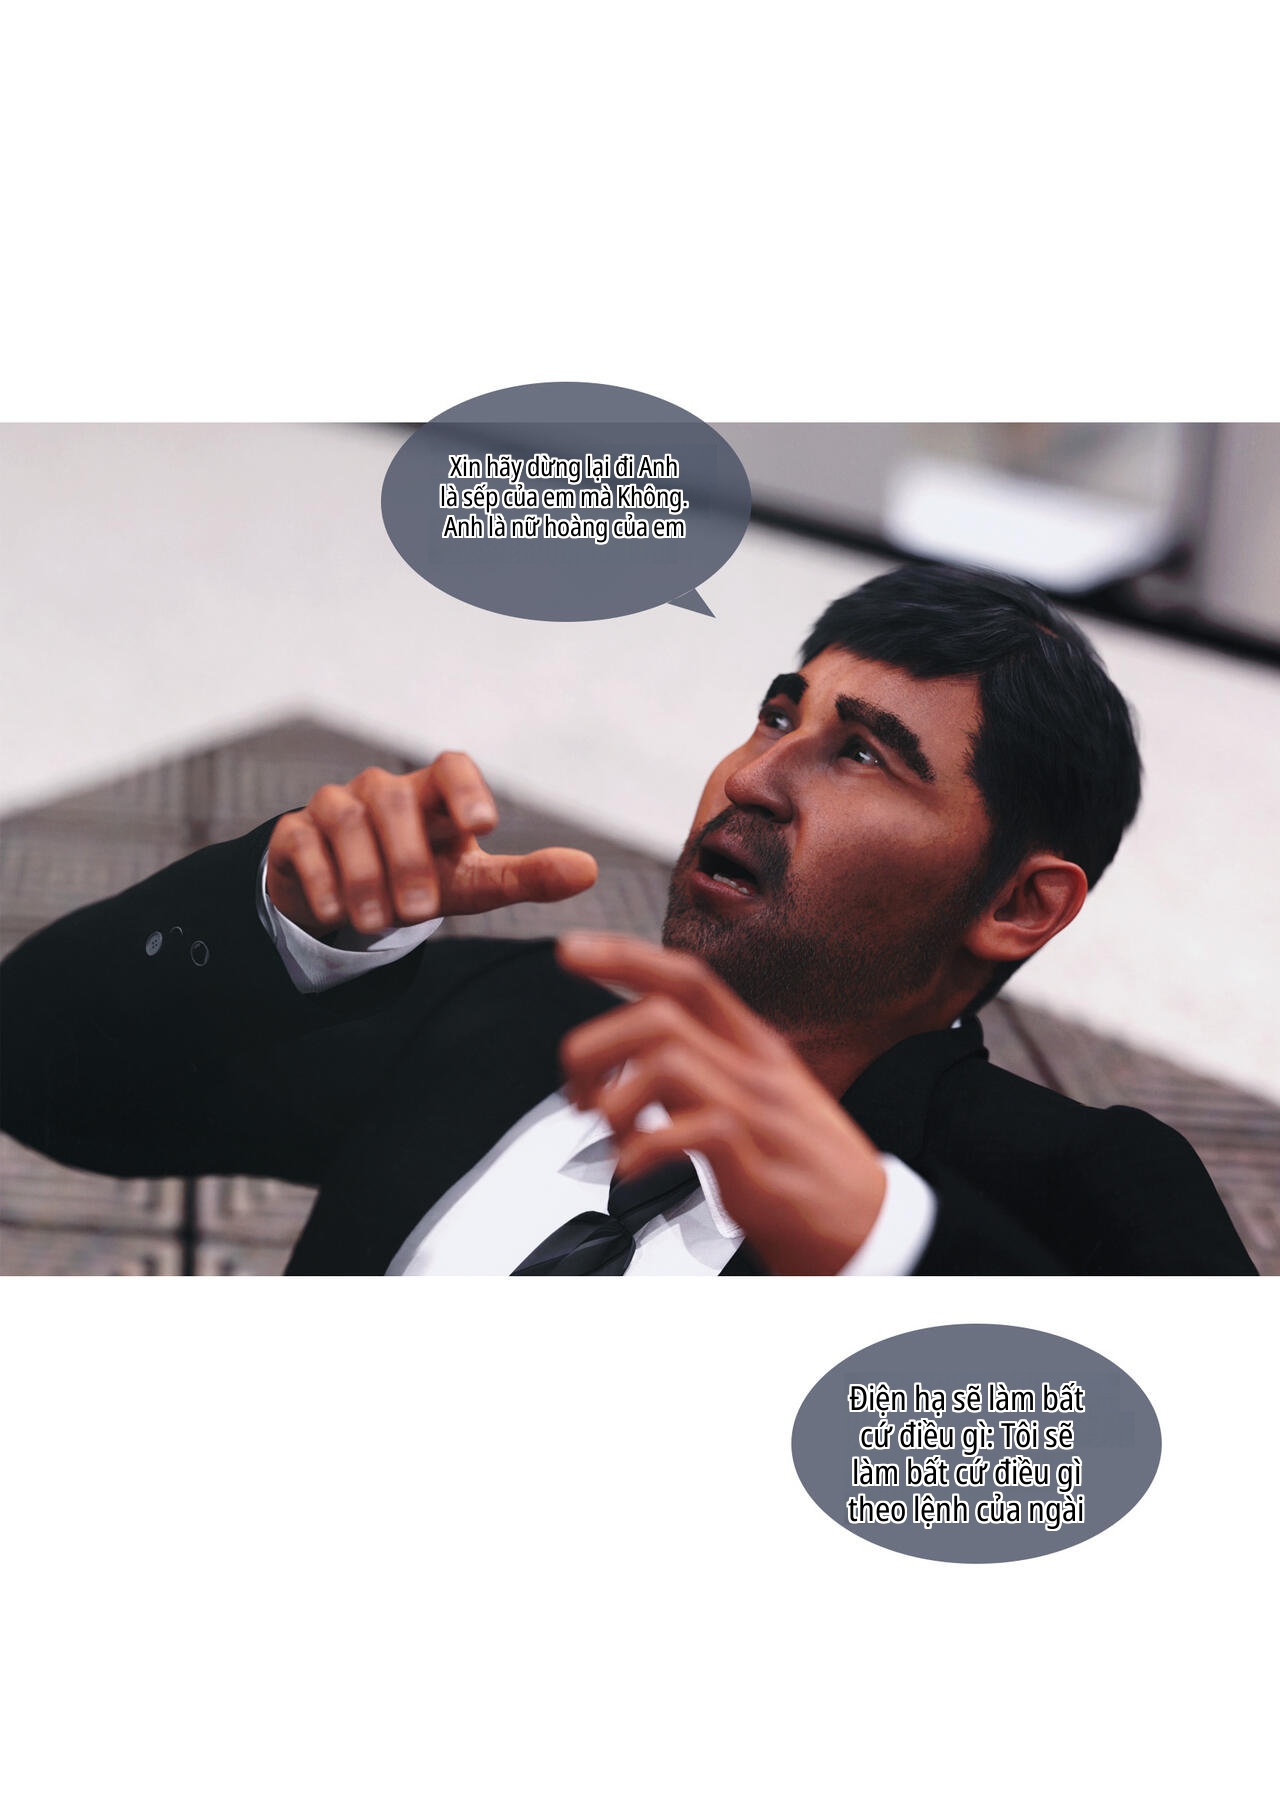 Xin hãy dừng lại đi Anh
là sếp của em mà Không.
Anh là nữ hoàng của em
Điện hạ sẽ làm bất
cứ điều gì: Tôi sẽ
làm bất cứ điều gì
theo lệnh của ngài